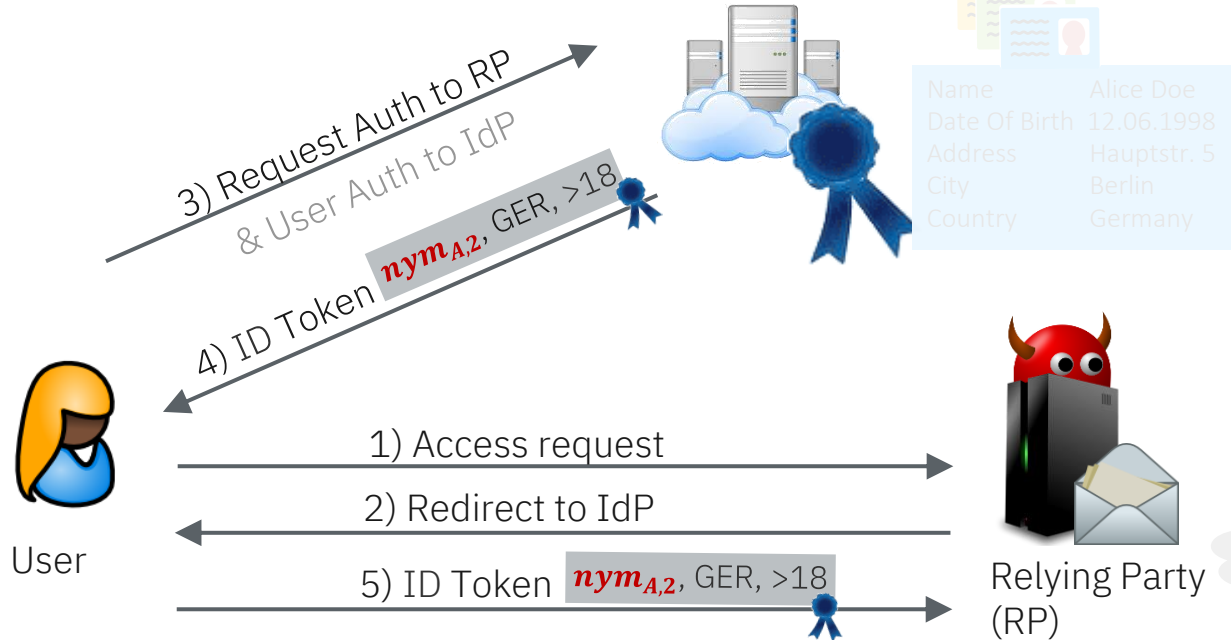 3) Request Auth to RP
& User Auth to IdP
4) ID Token nym_{A,2}, GER, >18
Name Alice Doe
Date Of Birth 12.06.1998
Address Hauptstr. 5
City Berlin
Country Germany
1) Access request
2) Redirect to IdP
5) ID Token nym_{A,2}, GER, >18
User
Relying Party
(RP)